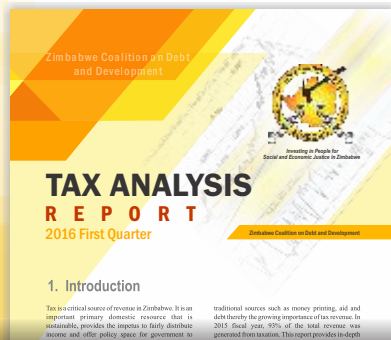 Zimbabwe Coalition on Debt
and Development
Investing in People for
Social and Economic Justice in Zimbabwe
TAX ANALYSIS
REPORT
2016 First Quarter
Zimbabwe Coalition on Debt and Development
1. Introduction
Tax is a critical source of revenue in Zimbabwe. It is an
important primary domestic resource that is
sustainable, provides the impetus to fairly distribute
income and offer policy space for government to
traditional sources such as money printing, aid and
debt thereby the growing importance of tax revenue. In
2015 fiscal year, 93% of the total revenue was
generated from taxation. This report provides in-depth